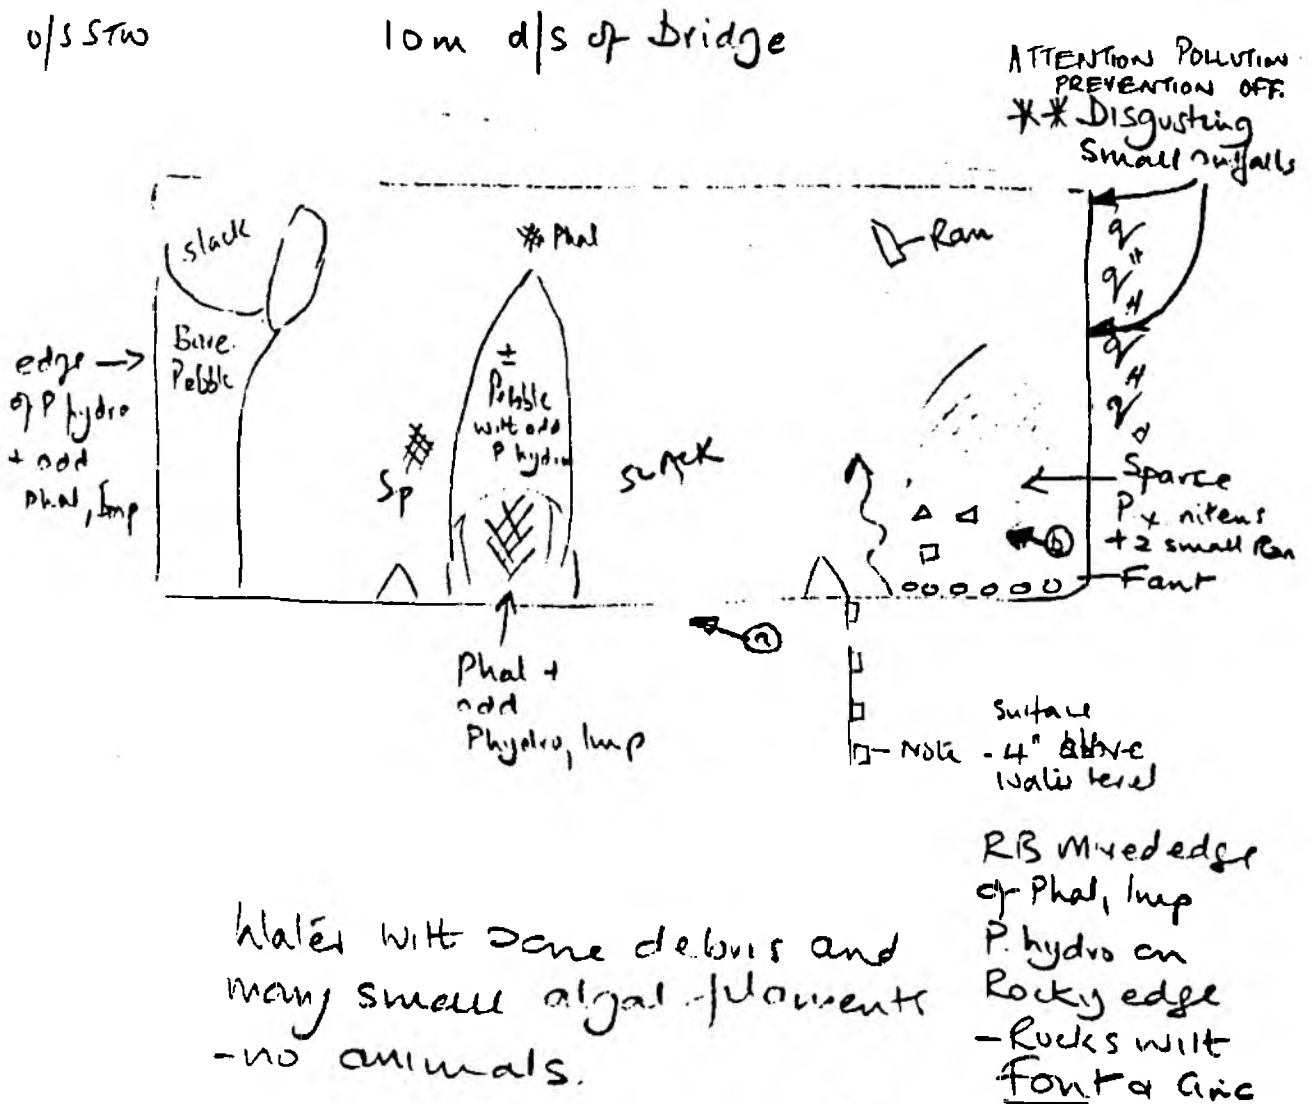 o/s STW
10m d/s of Bridge
ATTENTION POLLUTION
PREVENTION OFF.
** Disgusting
small outfalls
slack
Phal
Ran
Bare
Pebble
edge
of P hydro
+ odd
Phal, Imp
±
Pebble
with odd
P hydro
Sp
SLACK
Sparce
P x nitens
+ 2 small Ran
b
Font
a
Phal +
odd
P hydro, Imp
Note
Surface
4" above
water level
RB Mixed edge
of Phal, Imp
P. hydro on
Rocky edge
- Rocks with
Font & Cinc
Water with some debris and
many small algal filaments
- no animals.